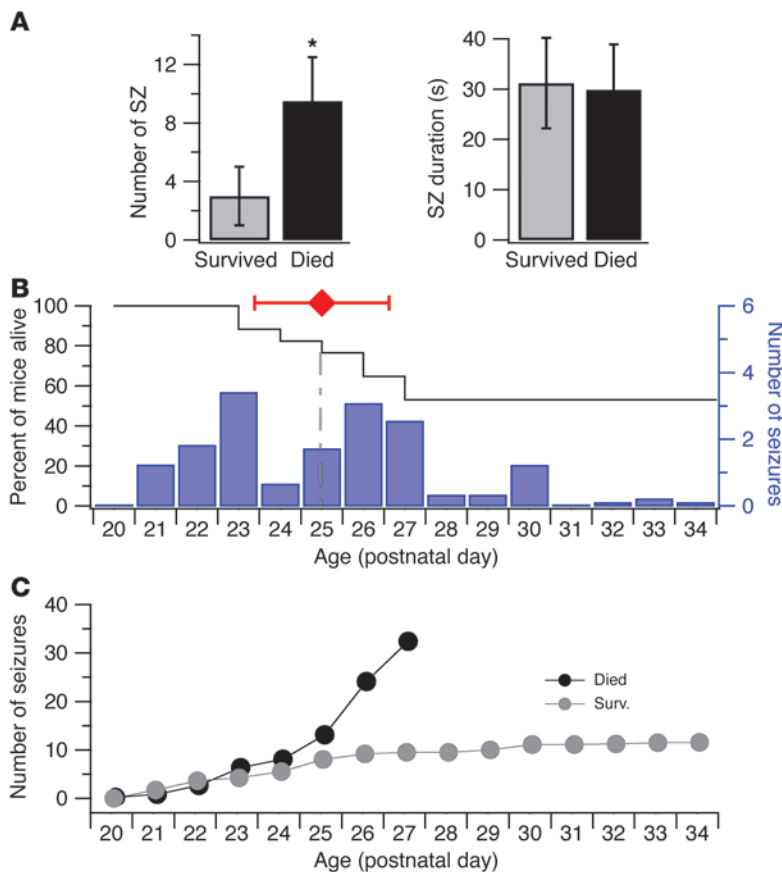 A
Number of SZ
12
8
4
0
*
Survived Died
SZ duration (s)
40
30
20
10
0
Survived Died
B
Percent of mice alive
100
80
60
40
20
0
6
4
2
0
Number of seizures
20 21 22 23 24 25 26 27 28 29 30 31 32 33 34
Age (postnatal day)
C
Number of seizures
40
30
20
10
0
Died
Surv.
20 21 22 23 24 25 26 27 28 29 30 31 32 33 34
Age (postnatal day)